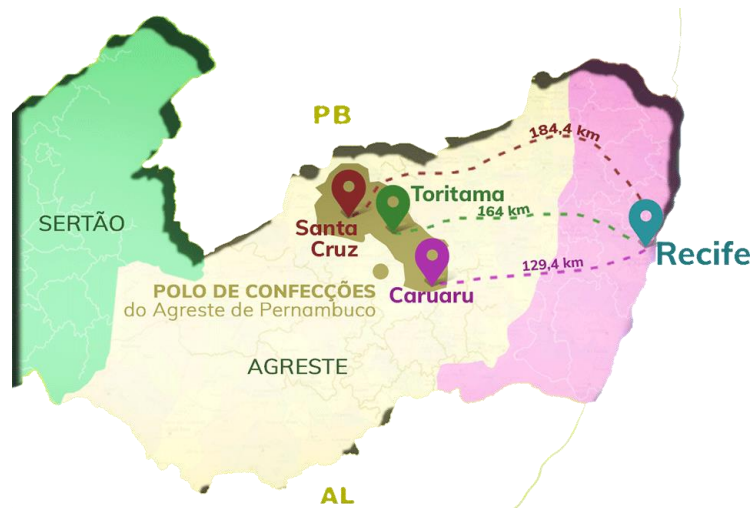 PB
184,4 km
SERTÃO
Toritama
164 km
Santa
Cruz
Recife
129,4 km
POLO DE CONFECÇÕES
Caruaru
do Agreste de Pernambuco
AGRESTE
AL